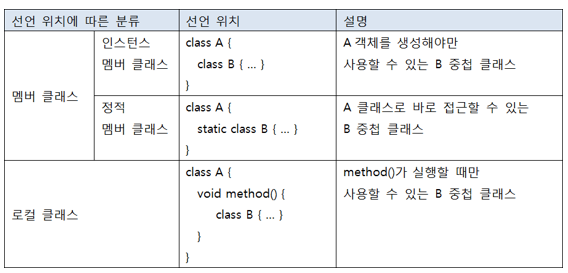 선언 위치에 따른 분류 선언 위치 설명
멤버 클래스
인스턴스
멤버 클래스
class A {
class B { ... }
}
A 객체를 생성해야만
사용할 수 있는 B 중첩 클래스
정적
멤버 클래스
class A {
static class B { ... }
}
A 클래스로 바로 접근할 수 있는
B 중첩 클래스
로컬 클래스
class A {
void method() {
class B { ... }
}
}
method()가 실행할 때만
사용할 수 있는 B 중첩 클래스